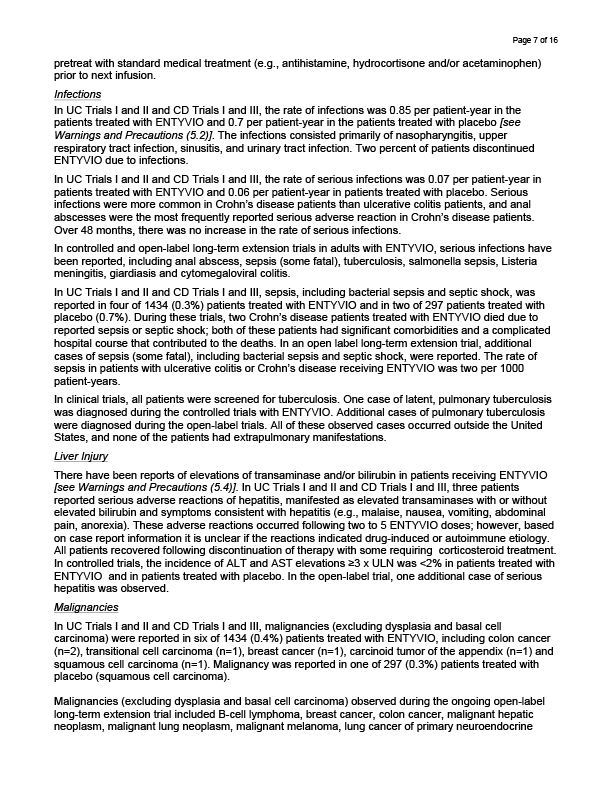 Page 7 of 16
pretreat with standard medical treatment (e.g., antihistamine, hydrocortisone and/or acetaminophen)
prior to next infusion.
Infections
In UC Trials I and II and CD Trials I and III, the rate of infections was 0.85 per patient-year in the
patients treated with ENTYVIO and 0.7 per patient-year in the patients treated with placebo [see
Warnings and Precautions (5.2)]. The infections consisted primarily of nasopharyngitis, upper
respiratory tract infection, sinusitis, and urinary tract infection. Two percent of patients discontinued
ENTYVIO due to infections.
In UC Trials I and II and CD Trials I and III, the rate of serious infections was 0.07 per patient-year in
patients treated with ENTYVIO and 0.06 per patient-year in patients treated with placebo. Serious
infections were more common in Crohn's disease patients than ulcerative colitis patients, and anal
abscesses were the most frequently reported serious adverse reaction in Crohn's disease patients.
Over 48 months, there was no increase in the rate of serious infections.
In controlled and open-label long-term extension trials in adults with ENTYVIO, serious infections have
been reported, including anal abscess, sepsis (some fatal), tuberculosis, salmonella sepsis, Listeria
meningitis, giardiasis and cytomegaloviral colitis.
In UC Trials I and II and CD Trials I and III, sepsis, including bacterial sepsis and septic shock, was
reported in four of 1434 (0.3%) patients treated with ENTYVIO and in two of 297 patients treated with
placebo (0.7%). During these trials, two Crohn's disease patients treated with ENTYVIO died due to
reported sepsis or septic shock; both of these patients had significant comorbidities and a complicated
hospital course that contributed to the deaths. In an open label long-term extension trial, additional
cases of sepsis (some fatal), including bacterial sepsis and septic shock, were reported. The rate of
sepsis in patients with ulcerative colitis or Crohn's disease receiving ENTYVIO was two per 1000
patient-years.
In clinical trials, all patients were screened for tuberculosis. One case of latent, pulmonary tuberculosis
was diagnosed during the controlled trials with ENTYVIO. Additional cases of pulmonary tuberculosis
were diagnosed during the open-label trials. All of these observed cases occurred outside the United
States, and none of the patients had extrapulmonary manifestations.
Liver Injury
There have been reports of elevations of transaminase and/or bilirubin in patients receiving ENTYVIO
[see Warnings and Precautions (5.4)]. In UC Trials I and II and CD Trials I and III, three patients
reported serious adverse reactions of hepatitis, manifested as elevated transaminases with or without
elevated bilirubin and symptoms consistent with hepatitis (e.g., malaise, nausea, vomiting, abdominal
pain, anorexia). These adverse reactions occurred following two to 5 ENTYVIO doses; however, based
on case report information it is unclear if the reactions indicated drug-induced or autoimmune etiology.
All patients recovered following discontinuation of therapy with some requiring  corticosteroid treatment.
In controlled trials, the incidence of ALT and AST elevations ≥3 x ULN was <2% in patients treated with
ENTYVIO  and in patients treated with placebo. In the open-label trial, one additional case of serious
hepatitis was observed.
Malignancies
In UC Trials I and II and CD Trials I and III, malignancies (excluding dysplasia and basal cell
carcinoma) were reported in six of 1434 (0.4%) patients treated with ENTYVIO, including colon cancer
(n=2), transitional cell carcinoma (n=1), breast cancer (n=1), carcinoid tumor of the appendix (n=1) and
squamous cell carcinoma (n=1). Malignancy was reported in one of 297 (0.3%) patients treated with
placebo (squamous cell carcinoma).
Malignancies (excluding dysplasia and basal cell carcinoma) observed during the ongoing open-label
long-term extension trial included B-cell lymphoma, breast cancer, colon cancer, malignant hepatic
neoplasm, malignant lung neoplasm, malignant melanoma, lung cancer of primary neuroendocrine